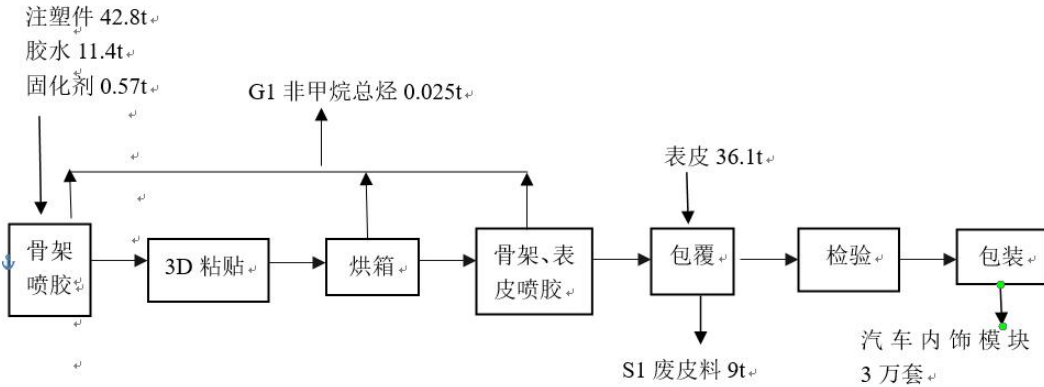 注塑件 42.8t
胶水 11.4t
固化剂 0.57t
G1 非甲烷总烃 0.025t
表皮 36.1t
骨架
喷胶
3D 粘贴
烘箱
骨架、表
皮喷胶
包覆
检验
包装
S1 废皮料 9t
汽车内饰模块
3 万套